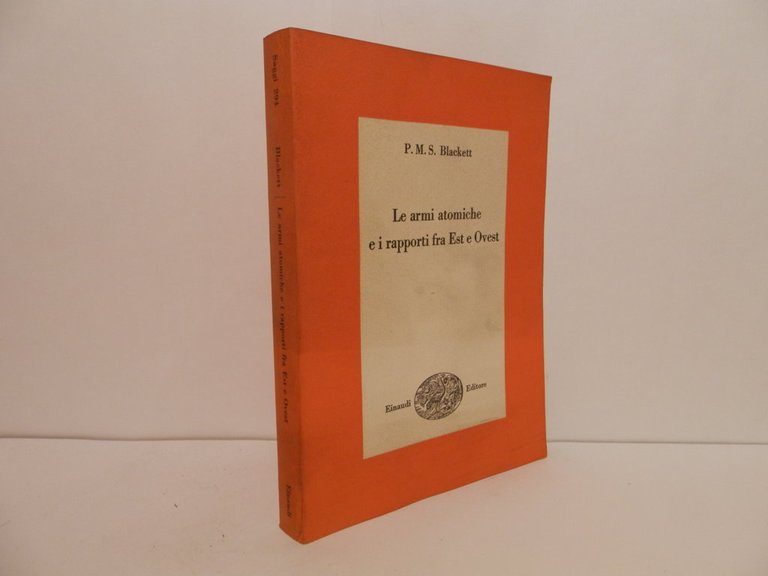 P. M. S. Blackett
Le armi atomiche
e i rapporti fra Est e Ovest
Einaudi Editore
Saggi 204
Blackett | Le armi atomiche e i rapporti fra Est e Ovest
Einaudi